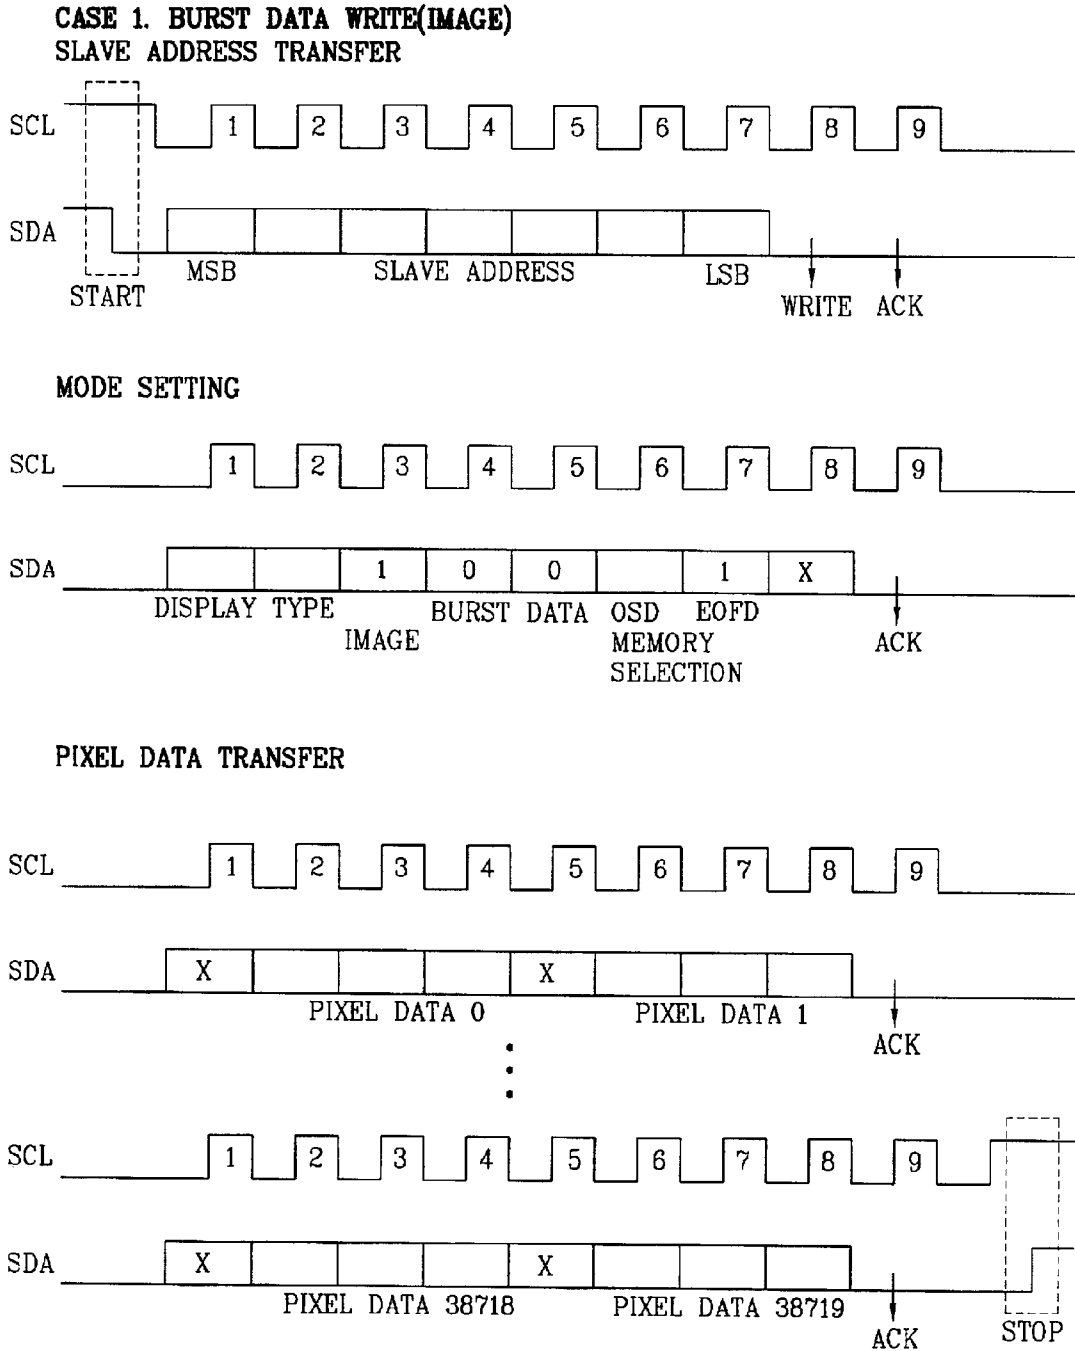 CASE 1. BURST DATA WRITE(IMAGE)
SLAVE ADDRESS TRANSFER
SCL 1 2 3 4 5 6 7 8 9
SDA
MSB SLAVE ADDRESS LSB
START
WRITE ACK
MODE SETTING
SCL 1 2 3 4 5 6 7 8 9
SDA 1 0 0 1 X
DISPLAY TYPE BURST DATA OSD EOFD
IMAGE MEMORY ACK
SELECTION
PIXEL DATA TRANSFER
SCL 1 2 3 4 5 6 7 8 9
SDA X X
PIXEL DATA 0 PIXEL DATA 1
ACK
SCL 1 2 3 4 5 6 7 8 9
SDA X X
PIXEL DATA 38718 PIXEL DATA 38719
ACK STOP